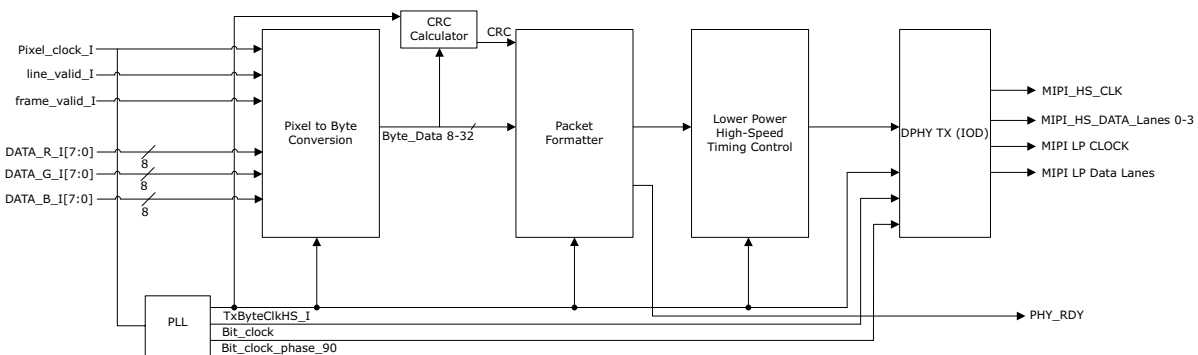 CRC
Calculator
CRC
Pixel_clock_I
line_valid_I
frame_valid_I
DATA_R_I[7:0]
8
DATA_G_I[7:0]
8
DATA_B_I[7:0]
8
Pixel to Byte
Conversion
Byte_Data 8-32
Packet
Formatter
Lower Power
High-Speed
Timing Control
DPHY TX (IOD)
MIPI_HS_CLK
MIPI_HS_DATA_Lanes 0-3
MIPI LP CLOCK
MIPI LP Data Lanes
PLL
TxByteClkHS_I
Bit_clock
Bit_clock_phase_90
PHY_RDY